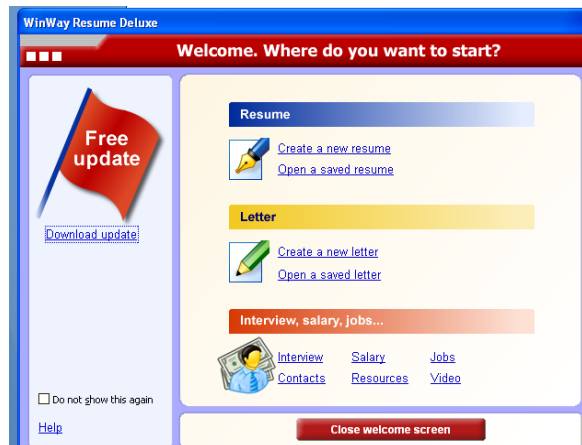 WinWay Resume Deluxe
Welcome. Where do you want to start?
Free
update
Download update
Do not show this again
Help
Resume
Create a new resume
Open a saved resume
Letter
Create a new letter
Open a saved letter
Interview, salary, jobs...
Interview Salary Jobs
Contacts Resources Video
Close welcome screen